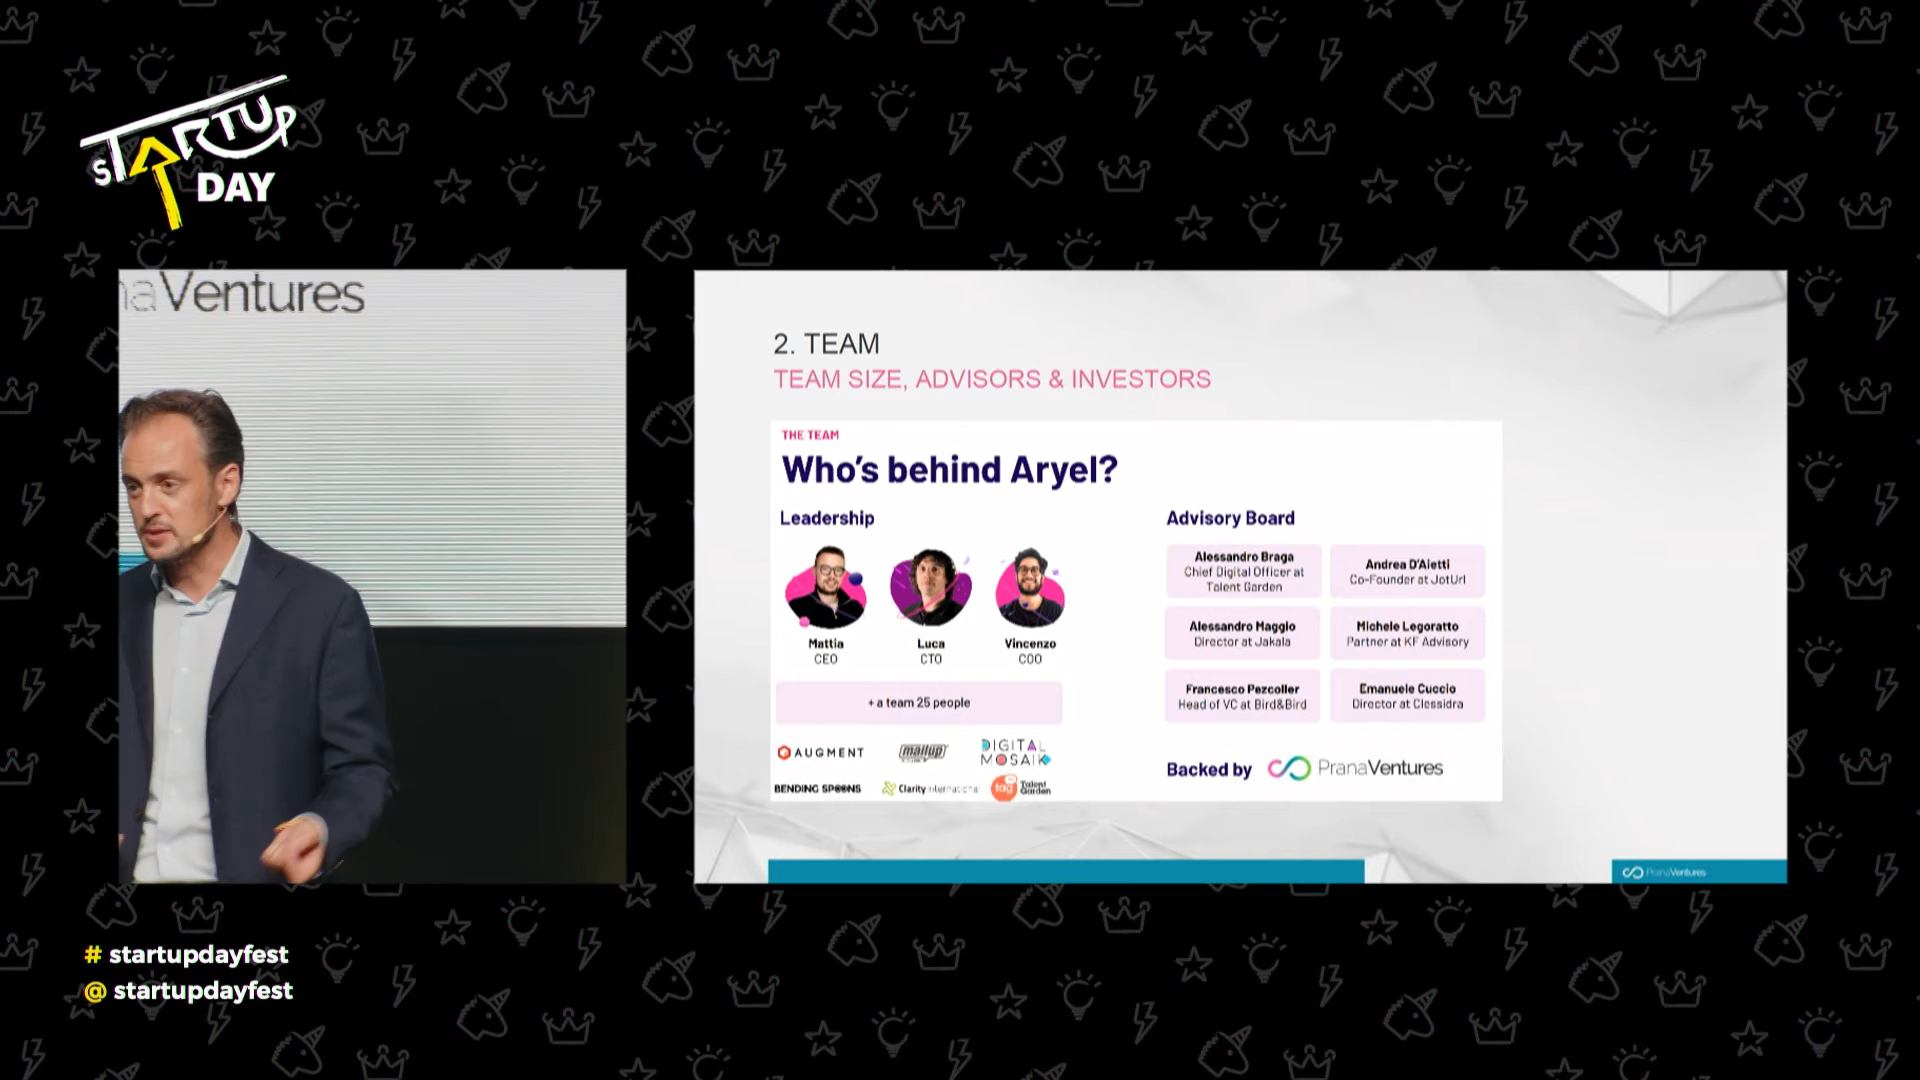 STARTUP
DAY
naVentures
2. TEAM
TEAM SIZE, ADVISORS & INVESTORS
THE TEAM
Who's behind Aryel?
Leadership
Mattia
CEO
Luca
CTO
Vincenzo
COO
+ a team 25 people
AUGMENT
mailup
DIGITAL
MOSAIK
BENDING SPOONS
Clarity International
tag
Talent
Garden
Advisory Board
Alessandro Braga
Chief Digital Officer at
Talent Garden
Andrea D'Aietti
Co-Founder at JotUrl
Alessandro Maggio
Director at Jakala
Michele Legoratto
Partner at KF Advisory
Francesco Pezcoller
Head of VC at Bird&Bird
Emanuele Cuccio
Director at Clessidra
Backed by PranaVentures
PranaVentures
# startupdayfest
@ startupdayfest